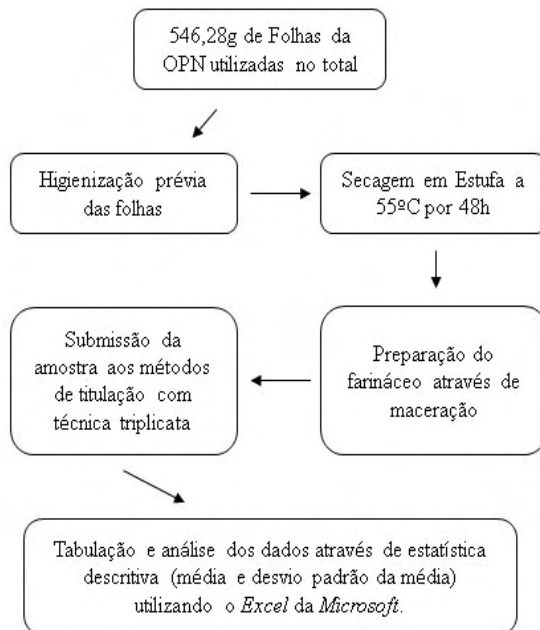 546,28g de Folhas da
OPN utilizadas no total
Higienização prévia
das folhas
Secagem em Estufa a
55ºC por 48h
Preparação do
farináceo através de
maceração
Submissão da
amostra aos métodos
de titulação com
técnica triplicata
Tabulação e análise dos dados através de estatística
descritiva (média e desvio padrão da média)
utilizando o Excel da Microsoft.